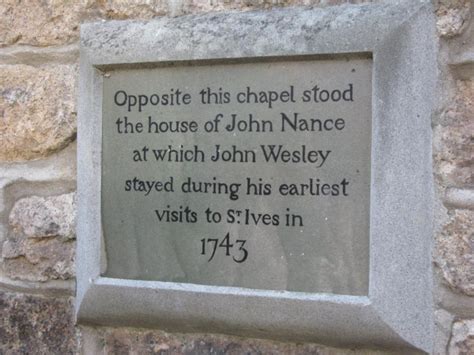 Opposite this chapel stood
the house of John Nance
at which John Wesley
stayed during his earliest
visits to St. Ives in
1743